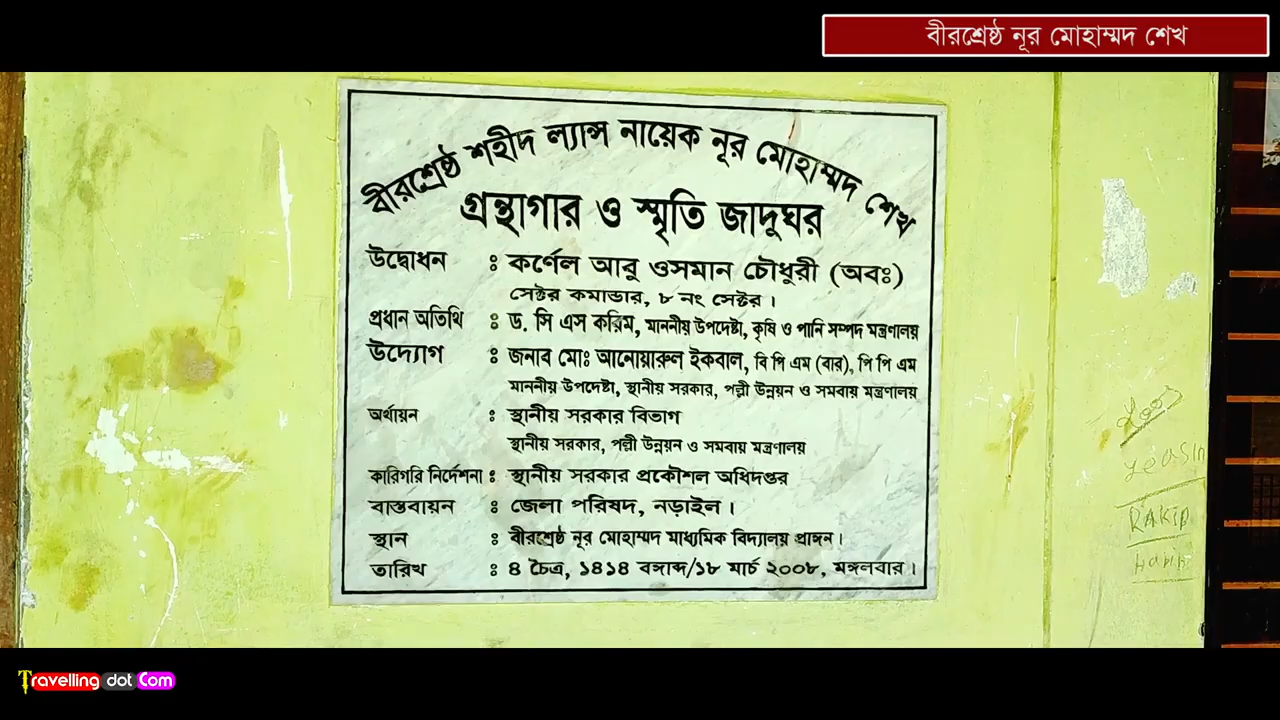 বীরশ্রেষ্ঠ নূর মোহাম্মদ শেখ
বীরশ্রেষ্ঠ শহীদ ল্যান্স নায়েক নূর মোহাম্মদ শেখ
গ্রন্থাগার ও স্মৃতি জাদুঘর
উদ্বোধন : কর্ণেল আবু ওসমান চৌধুরী (অবঃ)
সেক্টর কমান্ডার, ৮ নং সেক্টর।
প্রধান অতিথি : ড. সি এস করিম, মাননীয় উপদেষ্টা, কৃষি ও পানি সম্পদ মন্ত্রণালয়
উদ্যোগ : জনাব মোঃ আনোয়ারুল ইকবাল, বি পি এম (বার), পি পি এম
মাননীয় উপদেষ্টা, স্থানীয় সরকার, পল্লী উন্নয়ন ও সমবায় মন্ত্রণালয়
অর্থায়ন : স্থানীয় সরকার বিভাগ
স্থানীয় সরকার, পল্লী উন্নয়ন ও সমবায় মন্ত্রণালয়
কারিগরি নির্দেশনা : স্থানীয় সরকার প্রকৌশল অধিদপ্তর
বাস্তবায়ন : জেলা পরিষদ, নড়াইল।
স্থান : বীরশ্রেষ্ঠ নূর মোহাম্মদ মাধ্যমিক বিদ্যালয় প্রাঙ্গন।
তারিখ : ৪ চৈত্র, ১৪১৪ বঙ্গাব্দ/১৮ মার্চ ২০০৮, মঙ্গলবার।
yeasin
RAKIB
Travelling dot Com